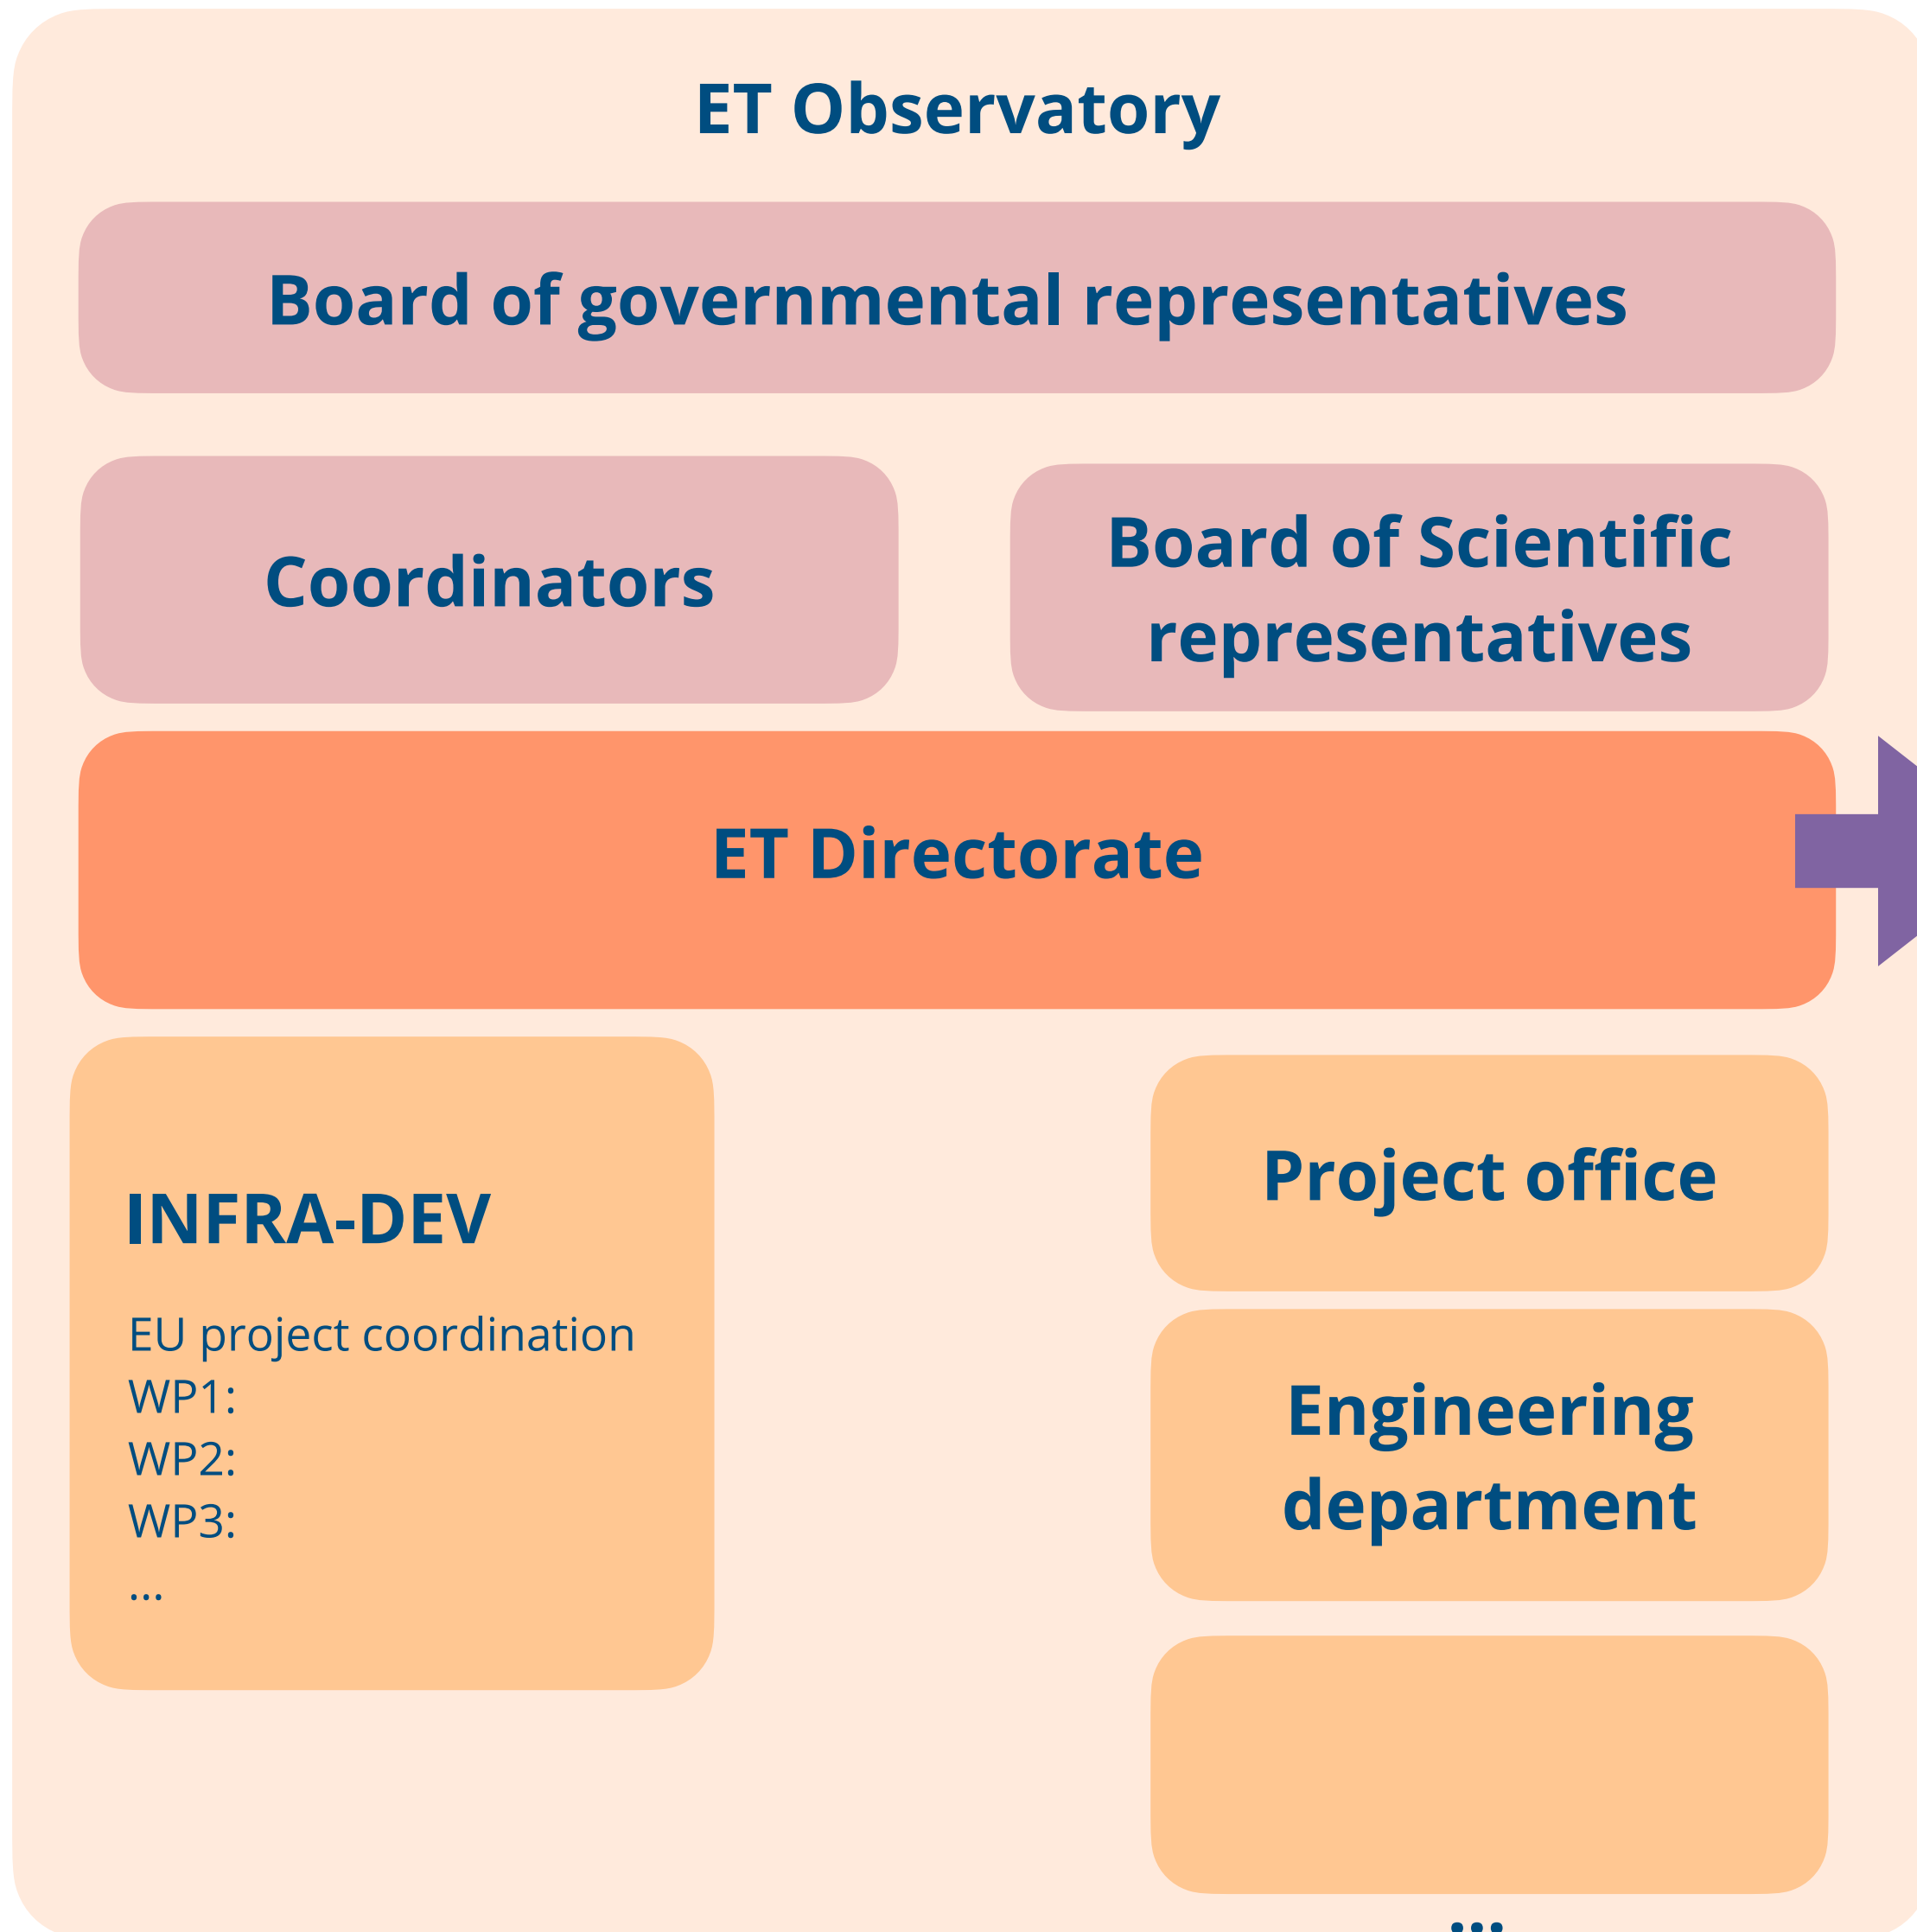 ET Observatory
Board of governmental representatives
Coordinators
Board of Scientific
representatives
ET Directorate
INFRA-DEV
EU project coordination
WP1:
WP2:
WP3:
...
Project office
Engineering
department
...